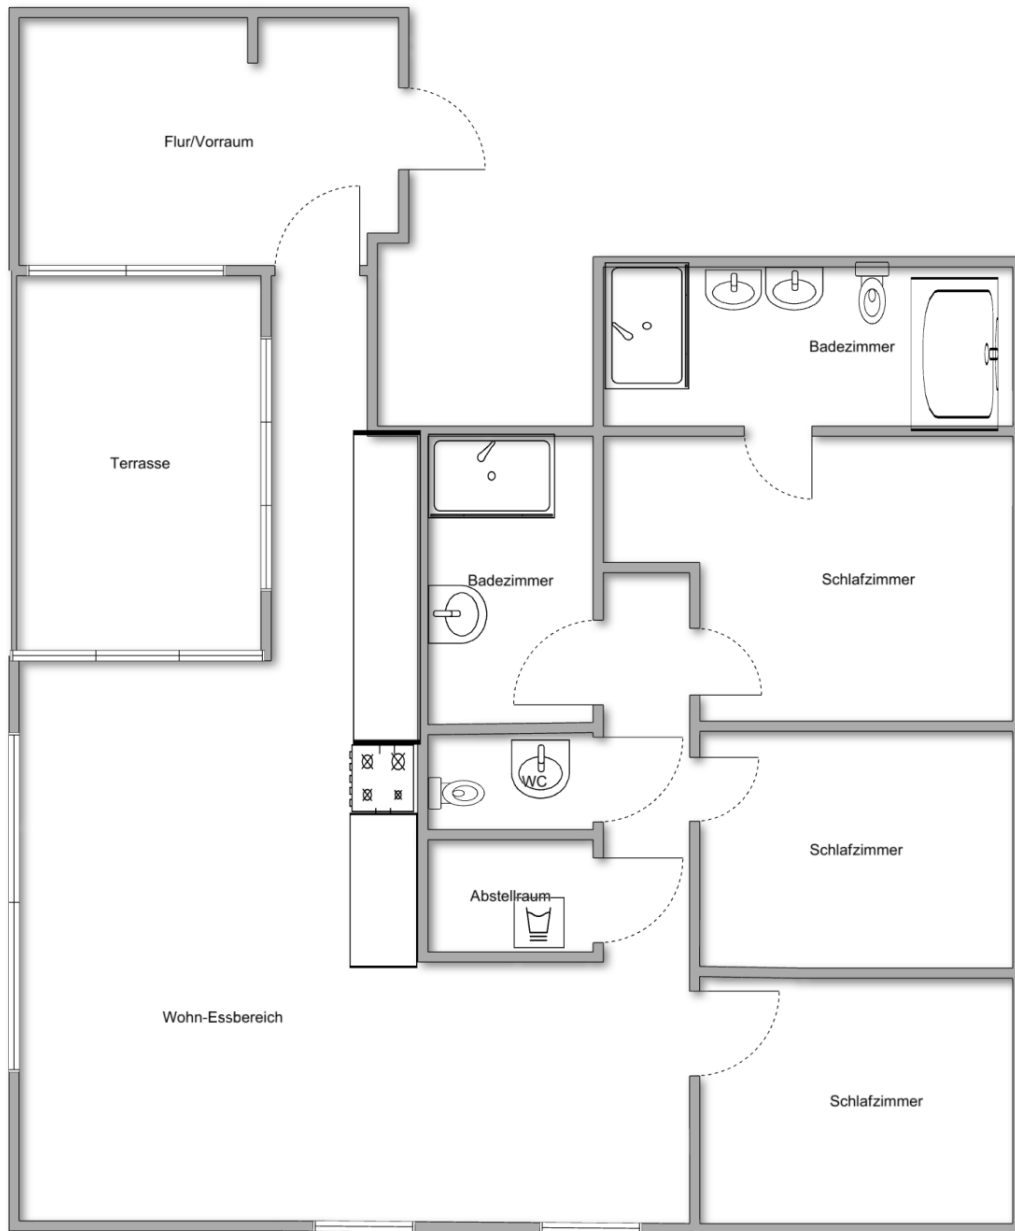 Flur/Vorraum
Badezimmer
Terrasse
Badezimmer
Schlafzimmer
WC
Schlafzimmer
Abstellraum
Wohn-Essbereich
Schlafzimmer